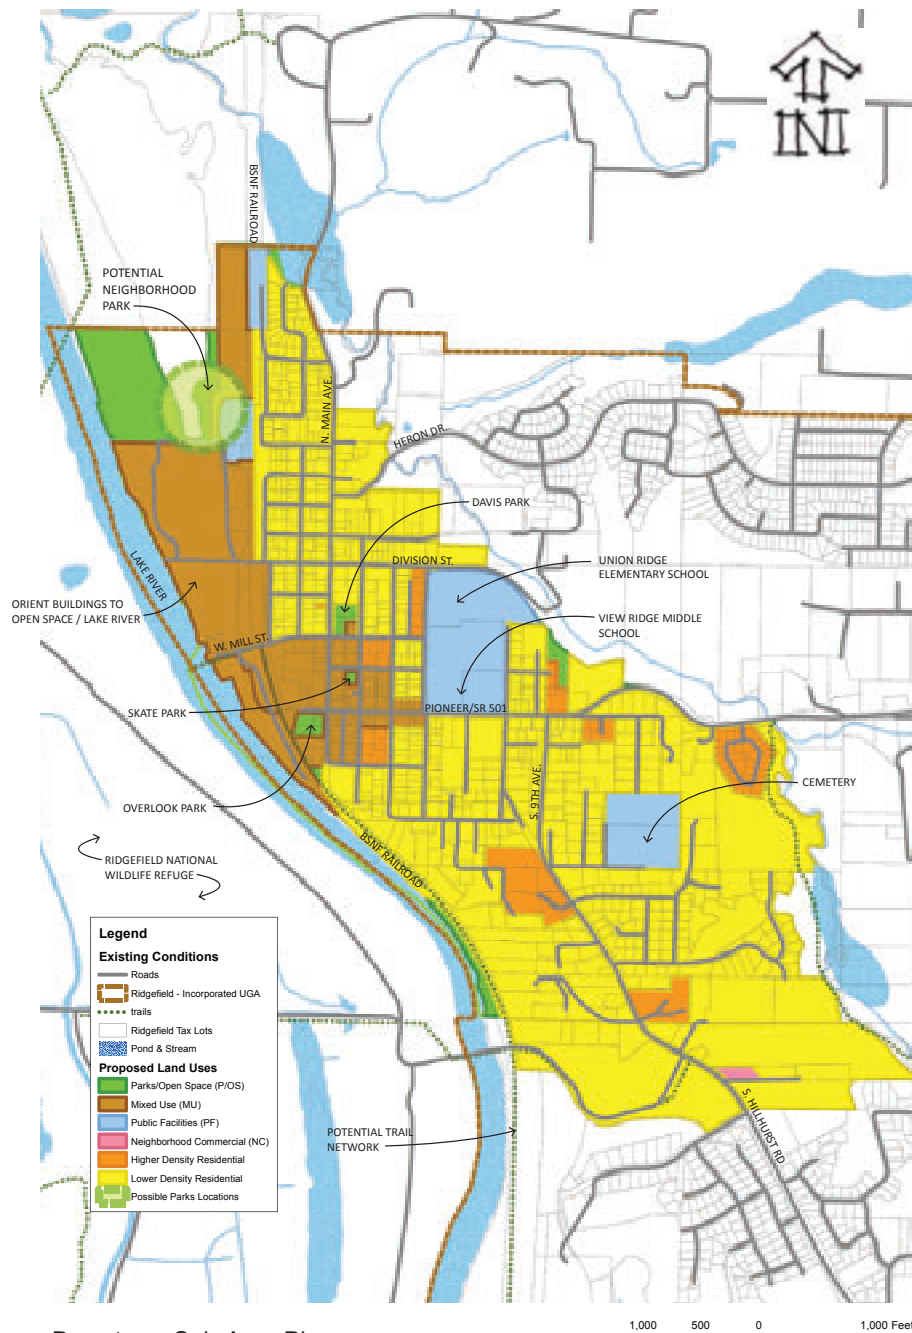 N
BSNF RAILROAD
POTENTIAL
NEIGHBORHOOD
PARK
N. MAIN AVE.
HERON DR.
DAVIS PARK
DIVISION ST.
UNION RIDGE
ELEMENTARY SCHOOL
LAKE RIVER
ORIENT BUILDINGS TO
OPEN SPACE / LAKE RIVER
VIEW RIDGE MIDDLE
SCHOOL
W. MILL ST.
SKATE PARK
PIONEER/SR 501
S. 9TH AVE.
CEMETERY
OVERLOOK PARK
BSNF RAILROAD
RIDGEFIELD NATIONAL
WILDLIFE REFUGE
Legend
Existing Conditions
Roads
Ridgefield - Incorporated UGA
trails
Ridgefield Tax Lots
Pond & Stream
Proposed Land Uses
Parks/Open Space (P/OS)
Mixed Use (MU)
Public Facilities (PF)
Neighborhood Commercial (NC)
Higher Density Residential
Lower Density Residential
Possible Parks Locations
POTENTIAL TRAIL
NETWORK
S. HILLHURST RD
1,000 500 0 1,000 Feet